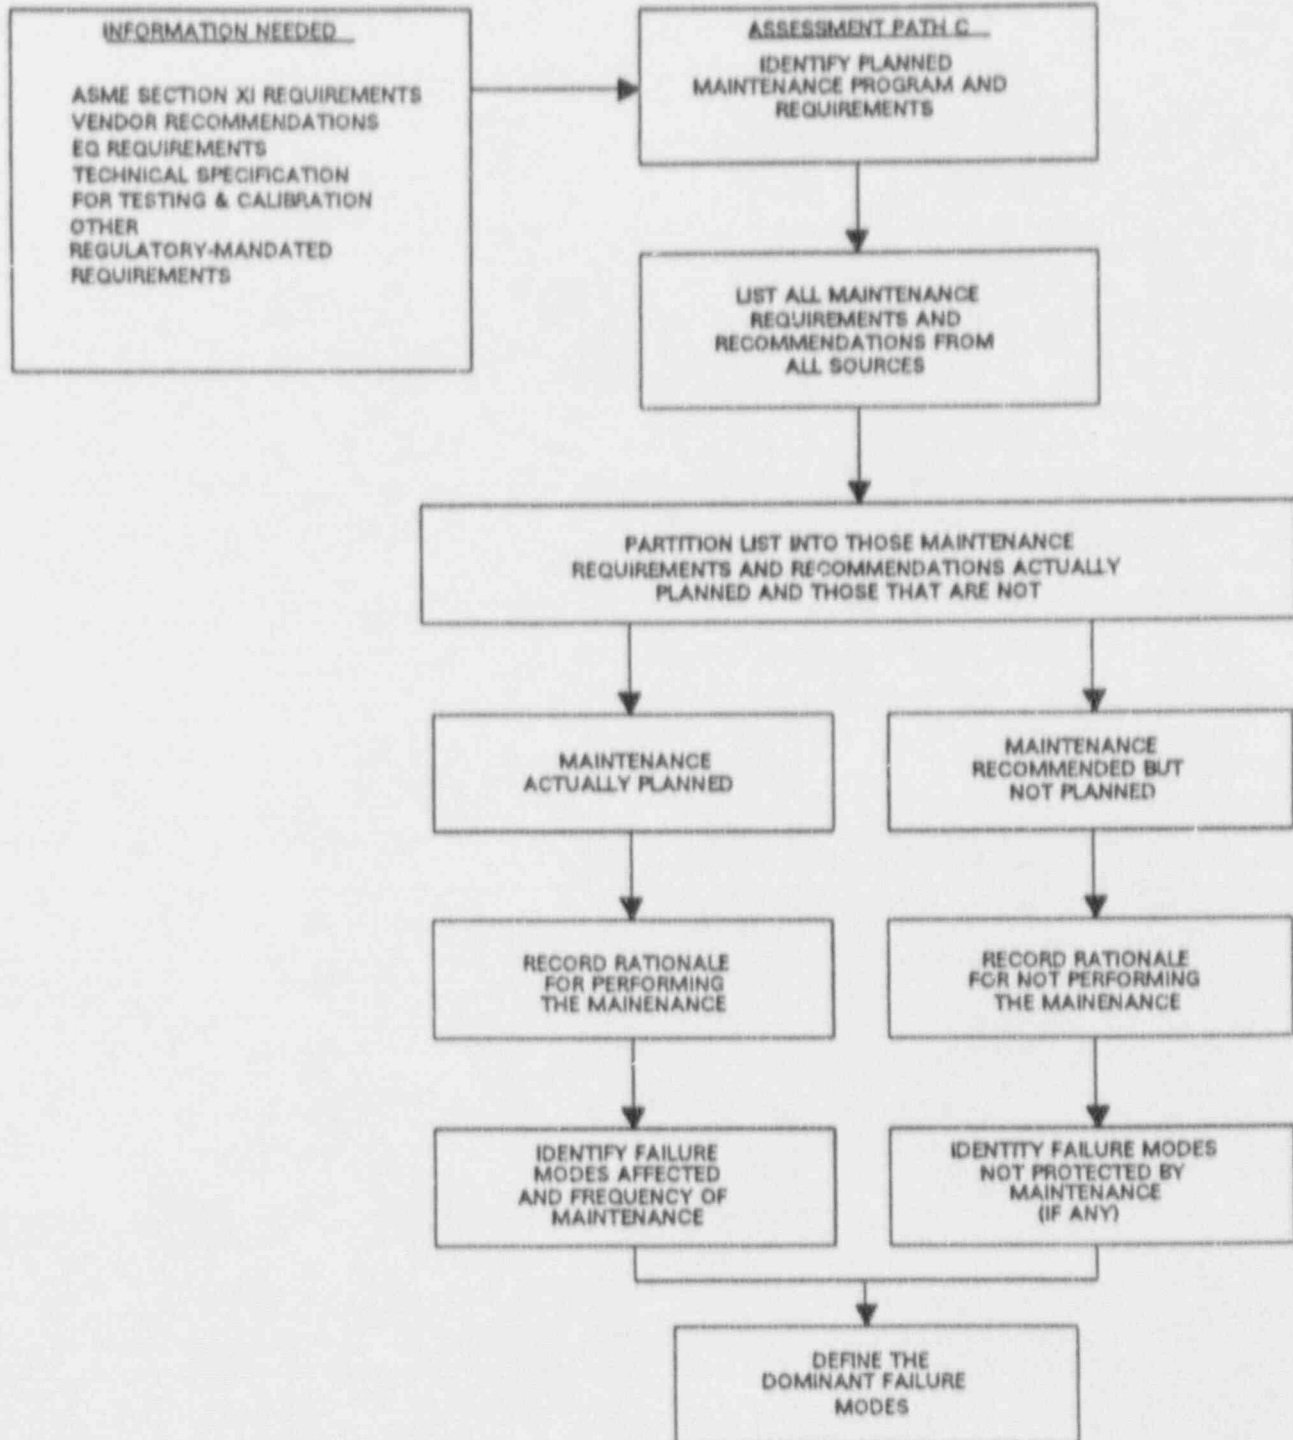 INFORMATION NEEDED
ASME SECTION XI REQUIREMENTS
VENDOR RECOMMENDATIONS
EQ REQUIREMENTS
TECHNICAL SPECIFICATION
FOR TESTING & CALIBRATION
OTHER
REGULATORY-MANDATED
REQUIREMENTS
ASSESSMENT PATH C
IDENTIFY PLANNED
MAINTENANCE PROGRAM AND
REQUIREMENTS
LIST ALL MAINTENANCE
REQUIREMENTS AND
RECOMMENDATIONS FROM
ALL SOURCES
PARTITION LIST INTO THOSE MAINTENANCE
REQUIREMENTS AND RECOMMENDATIONS ACTUALLY
PLANNED AND THOSE THAT ARE NOT
MAINTENANCE
ACTUALLY PLANNED
MAINTENANCE
RECOMMENDED BUT
NOT PLANNED
RECORD RATIONALE
FOR PERFORMING
THE MAINENANCE
RECORD RATIONALE
FOR NOT PERFORMING
THE MAINENANCE
IDENTIFY FAILURE
MODES AFFECTED
AND FREQUENCY OF
MAINTENANCE
IDENTITY FAILURE MODES
NOT PROTECTED BY
MAINTENANCE
(IF ANY)
DEFINE THE
DOMINANT FAILURE
MODES